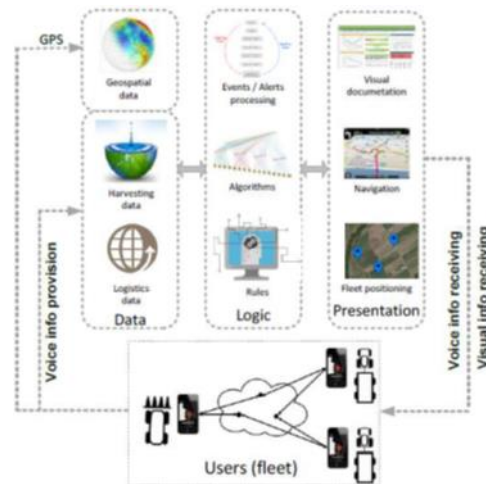 GPS
Geospatial
data
Harvesting
data
Logistics
data
Data
Events / Alerts
processing
Algorithms
Rules
Logic
Visual
documetation
Navigation
Fleet positioning
Presentation
Voice info provision
Voice info receiving
Visual info receiving
Users (fleet)